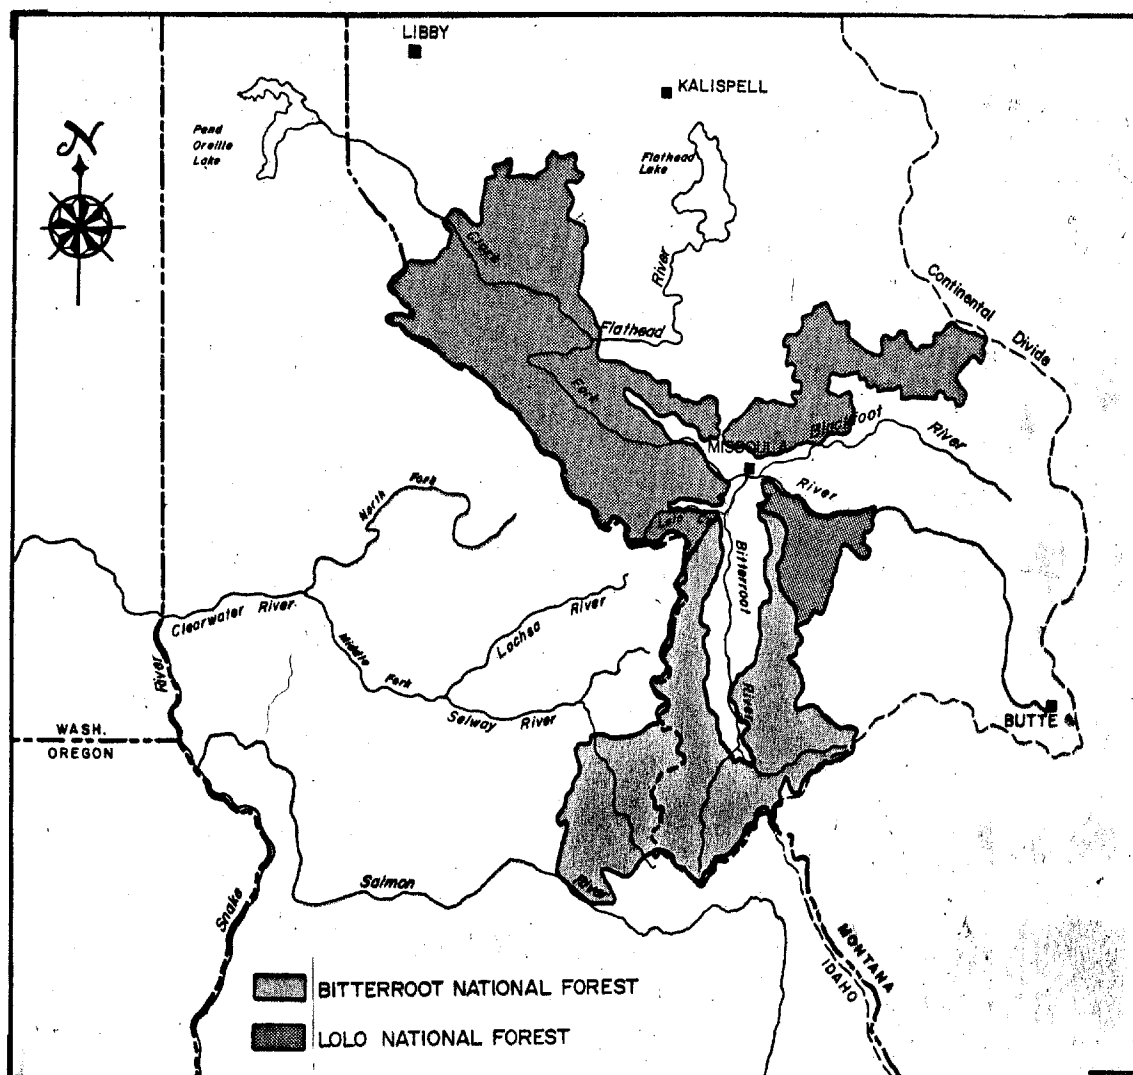 LIBBY
KALISPELL
N
Pend
Oreille
Lake
Flathead
Lake
Clark
River
Continental
Divide
Flathead
Fork
Blackfoot
River
MISSOULA
River
North Fork
Bitterroot
Clearwater River
Lochsa River
Middle
Fork
River
Selway River
River
BUTTE
WASH.
OREGON
Salmon
River
Snake
MONTANA
IDAHO
BITTERROOT NATIONAL FOREST
LOLO NATIONAL FOREST